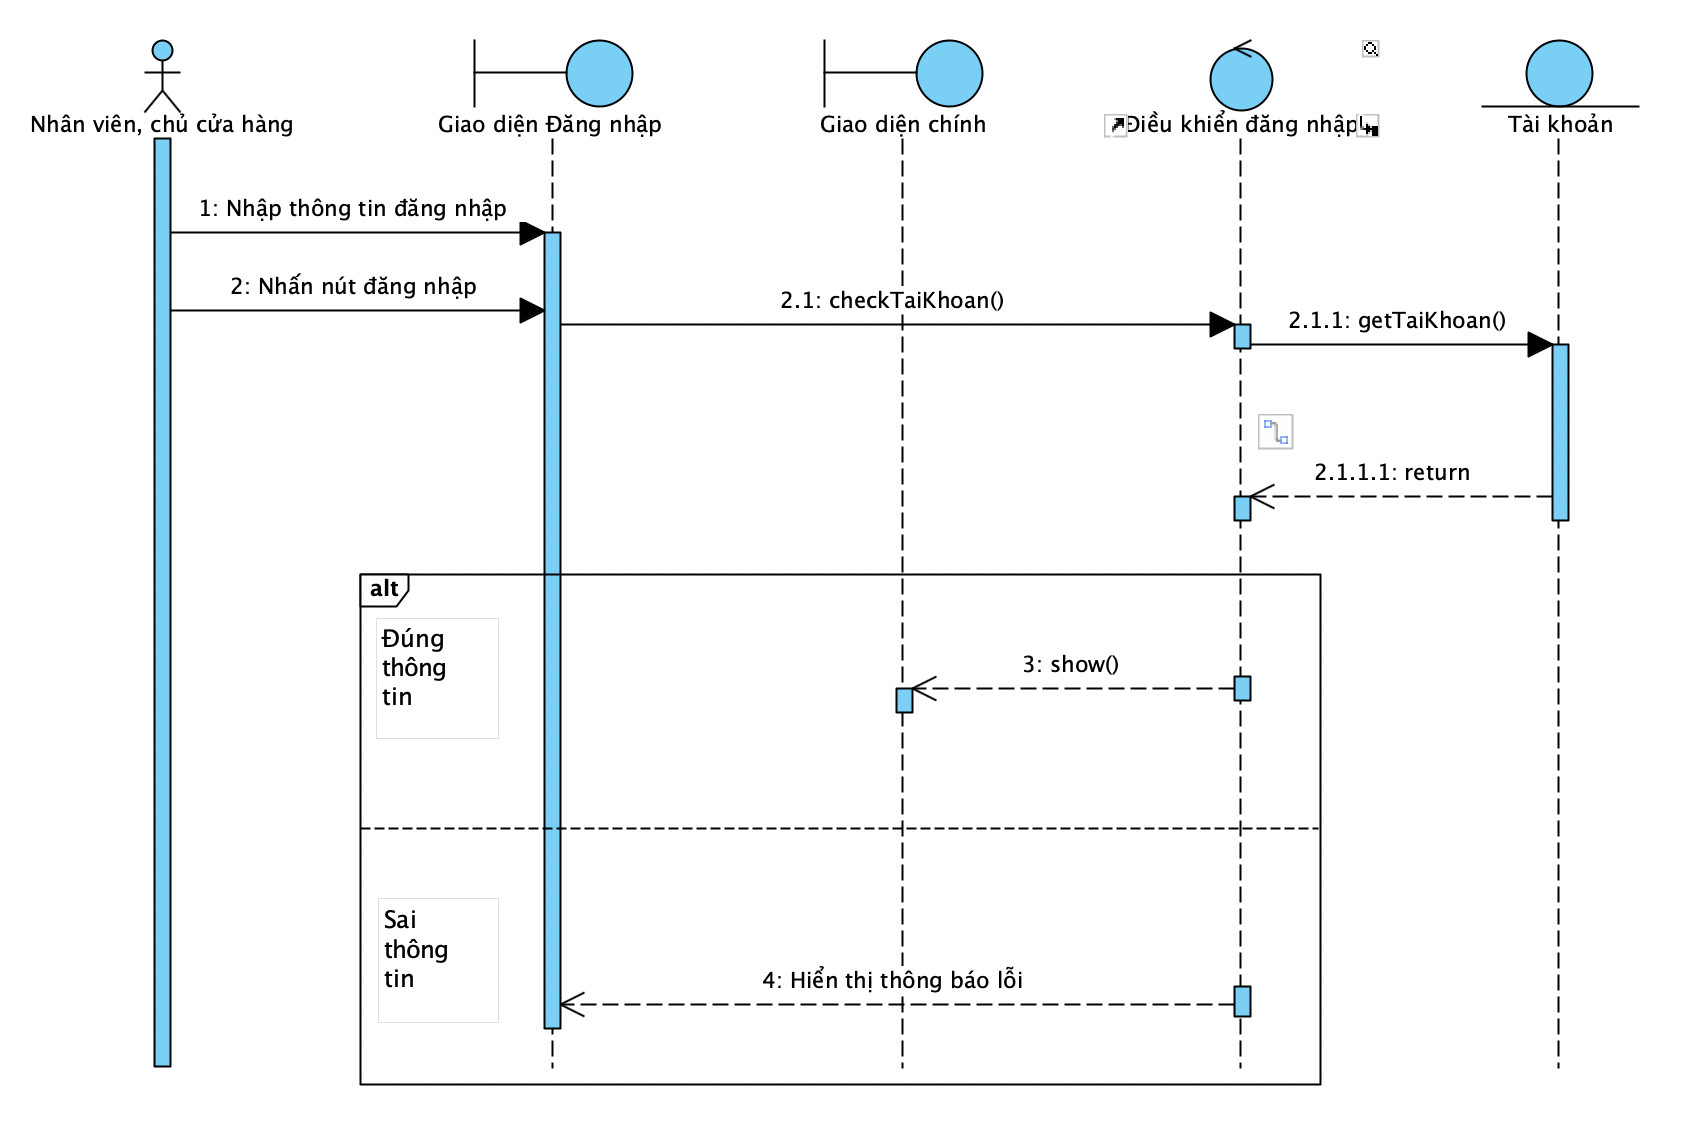 Nhân viên, chủ cửa hàng
Giao diện Đăng nhập
Giao diện chính
Điều khiển đăng nhập
Tài khoản
1: Nhập thông tin đăng nhập
2: Nhấn nút đăng nhập
2.1: checkTaiKhoan()
2.1.1: getTaiKhoan()
2.1.1.1: return
alt
Đúng
thông
tin
3: show()
Sai
thông
tin
4: Hiển thị thông báo lỗi